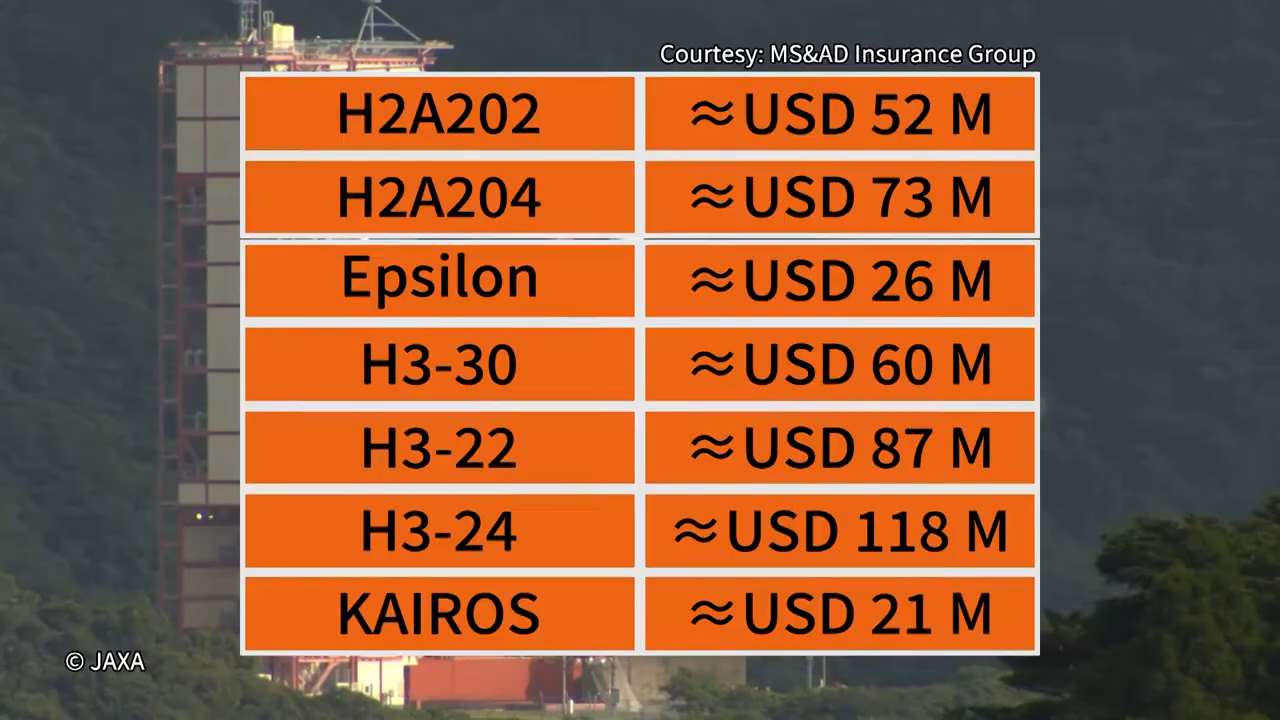 Courtesy: MS&AD Insurance Group
H2A202 ≈USD 52 M
H2A204 ≈USD 73 M
Epsilon ≈USD 26 M
H3-30 ≈USD 60 M
H3-22 ≈USD 87 M
H3-24 ≈USD 118 M
KAIROS ≈USD 21 M
© JAXA